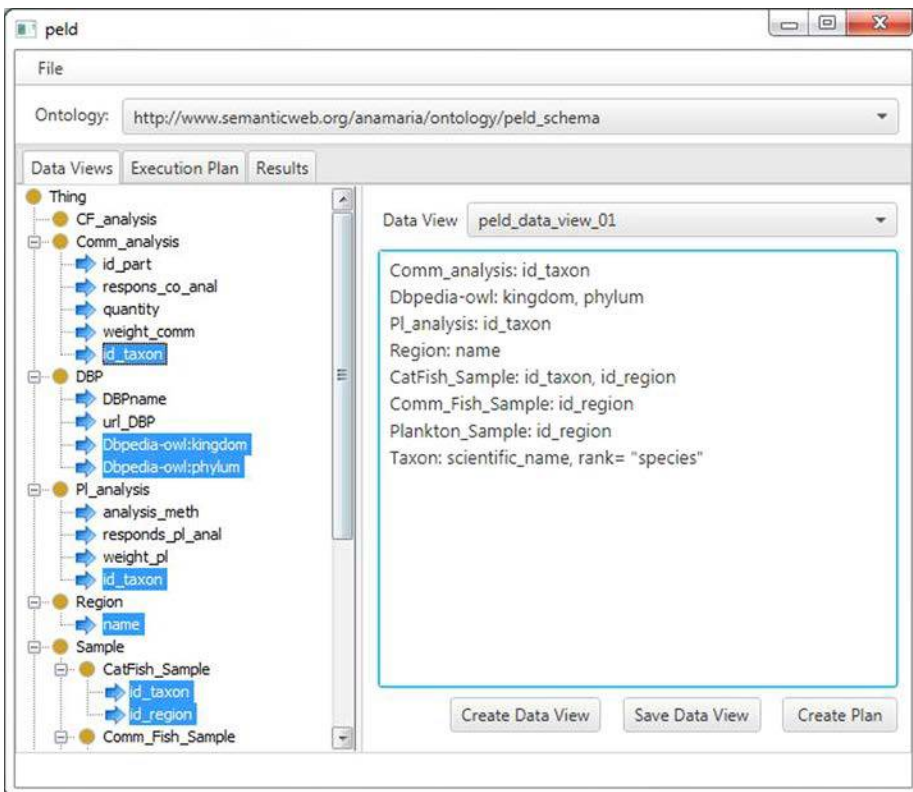 peld
File
Ontology: http://www.semanticweb.org/anamaria/ontology/peld_schema
Data Views Execution Plan Results
Thing
CF_analysis
Comm_analysis
id_part
respons_co_anal
quantity
weight_comm
id_taxon
DBP
DBPname
url_DBP
Dbpedia-owl:kingdom
Dbpedia-owl:phylum
Pl_analysis
analysis_meth
responds_pl_anal
weight_pl
id_taxon
Region
name
Sample
CatFish_Sample
id_taxon
id_region
Comm_Fish_Sample
Data View peld_data_view_01
Comm_analysis: id_taxon
Dbpedia-owl: kingdom, phylum
Pl_analysis: id_taxon
Region: name
CatFish_Sample: id_taxon, id_region
Comm_Fish_Sample: id_region
Plankton_Sample: id_region
Taxon: scientific_name, rank= "species"
Create Data View Save Data View Create Plan